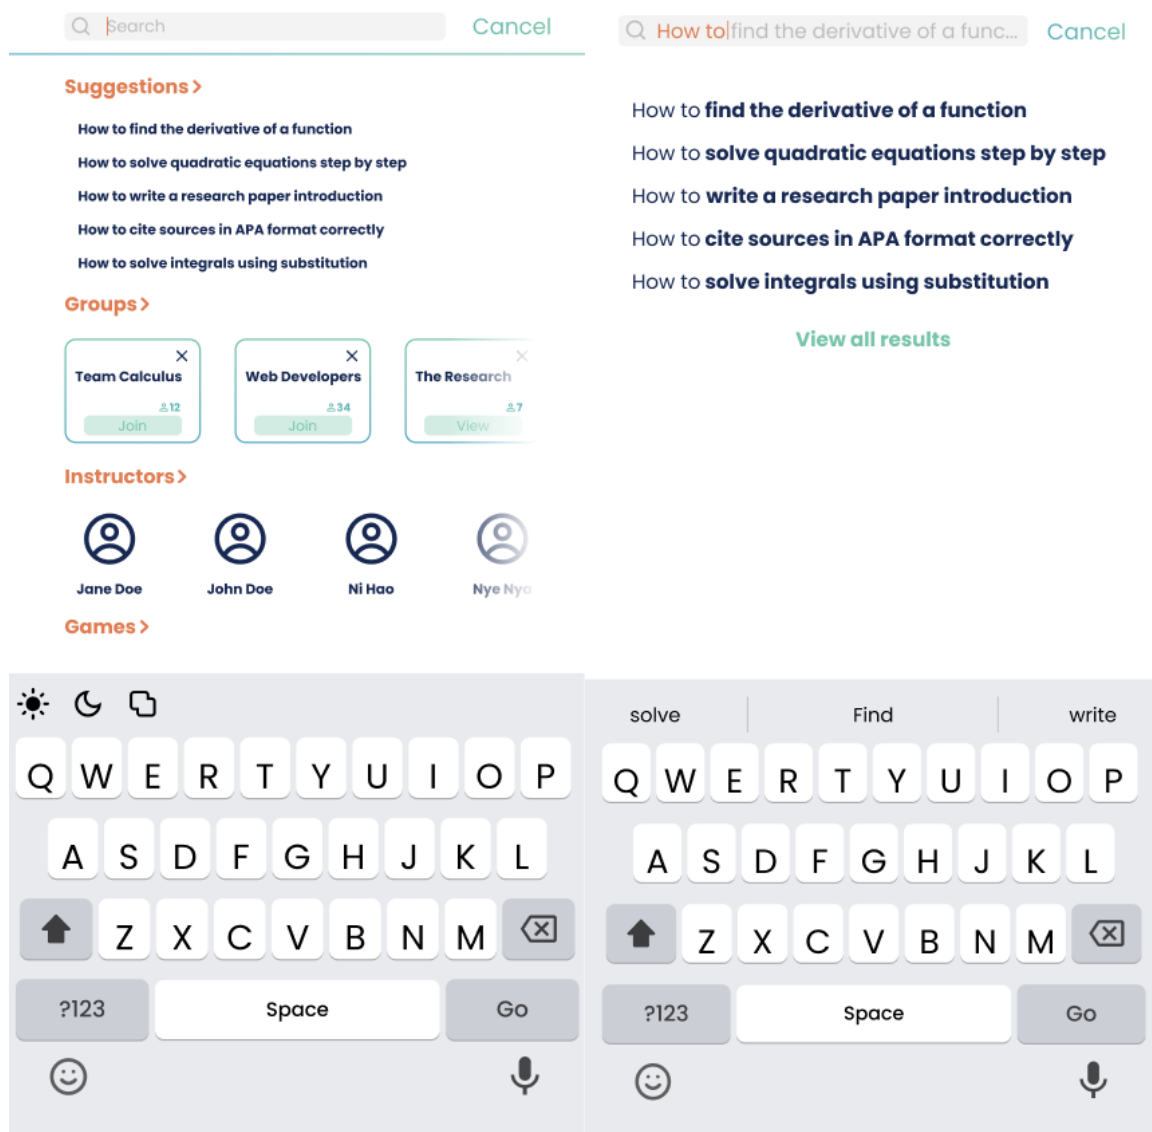 Search
Cancel
Suggestions >
How to find the derivative of a function
How to solve quadratic equations step by step
How to write a research paper introduction
How to cite sources in APA format correctly
How to solve integrals using substitution
Groups >
Team Calculus
12
Join
Web Developers
34
Join
The Research
7
View
Instructors >
Jane Doe
John Doe
Ni Hao
Nye Nya
Games >
Q W E R T Y U I O P
A S D F G H J K L
Z X C V B N M
?123 Space Go
How to find the derivative of a func...
Cancel
How to find the derivative of a function
How to solve quadratic equations step by step
How to write a research paper introduction
How to cite sources in APA format correctly
How to solve integrals using substitution
View all results
solve Find write
Q W E R T Y U I O P
A S D F G H J K L
Z X C V B N M
?123 Space Go